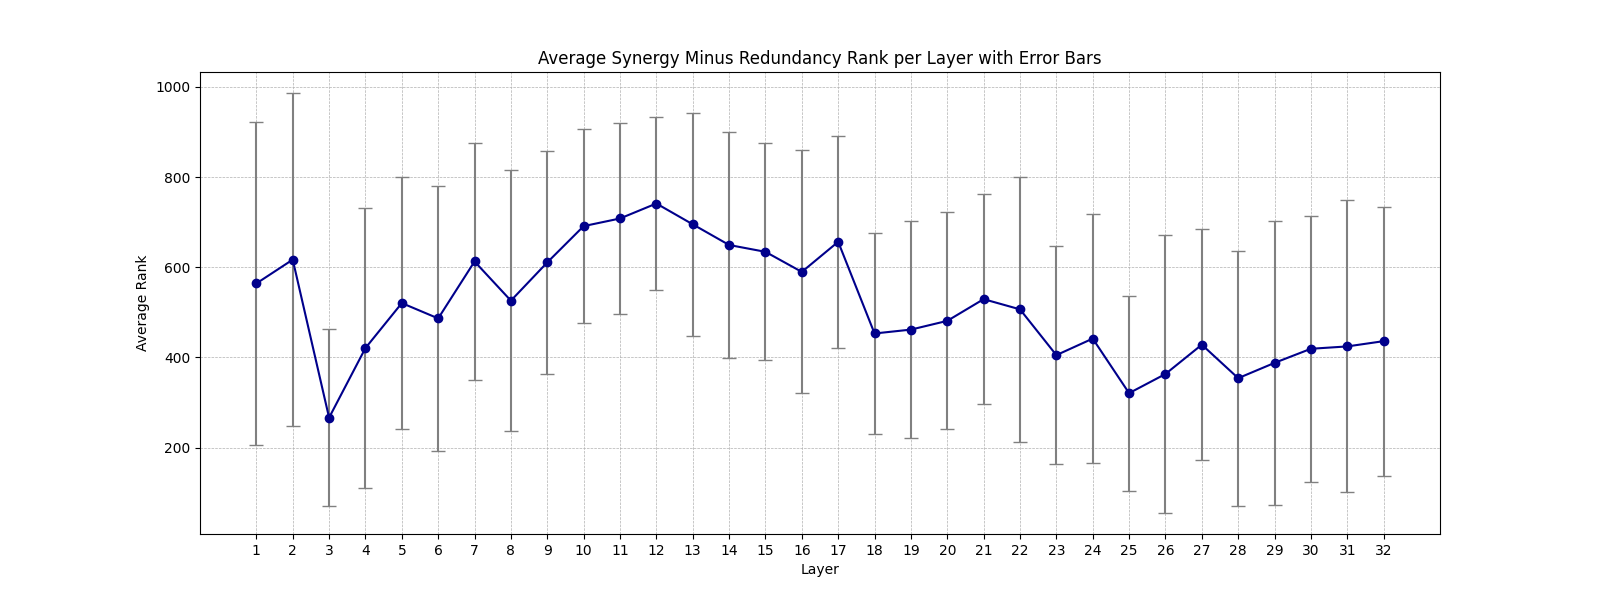 Average Synergy Minus Redundancy Rank per Layer with Error Bars
1000
800
600
400
200
Average Rank
1 2 3 4 5 6 7 8 9 10 11 12 13 14 15 16 17 18 19 20 21 22 23 24 25 26 27 28 29 30 31 32
Layer